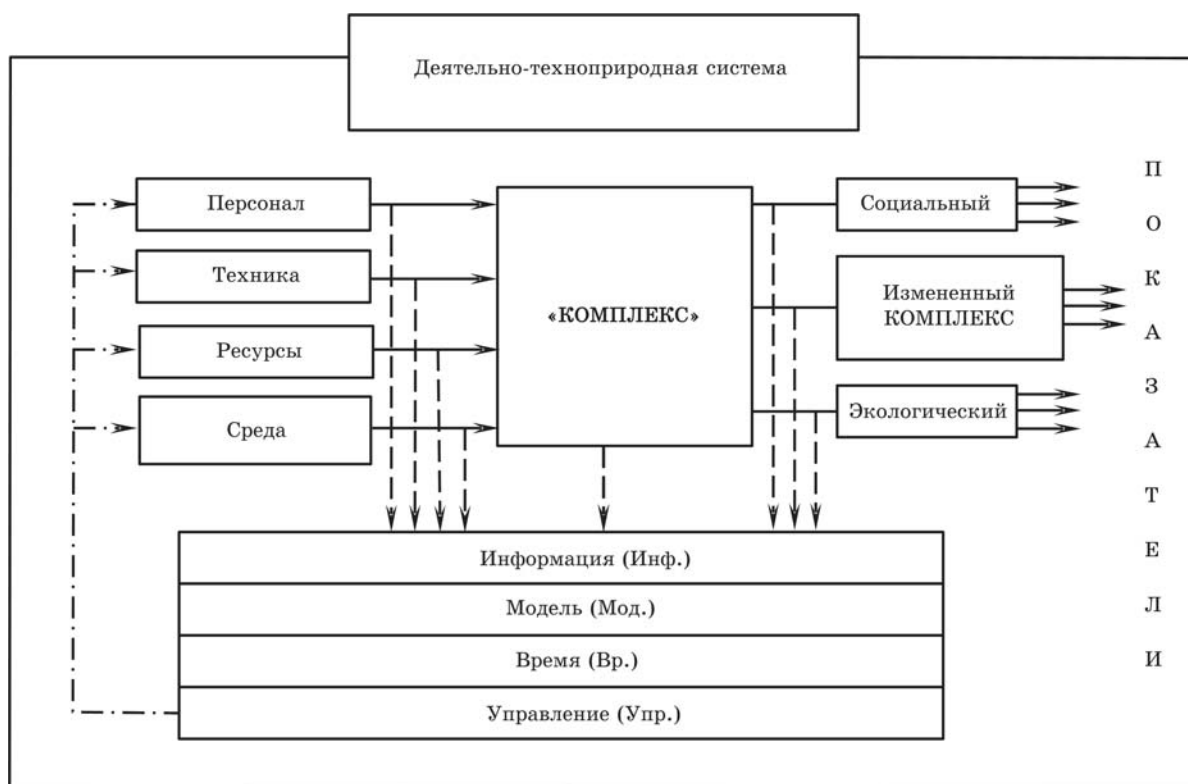 Деятельно-техноприродная система
Персонал
Техника
Ресурсы
Среда
«КОМПЛЕКС»
Социальный
Измененный
КОМПЛЕКС
Экологический
П
О
К
А
З
А
Т
Е
Л
И
Информация (Инф.)
Модель (Мод.)
Время (Вр.)
Управление (Упр.)